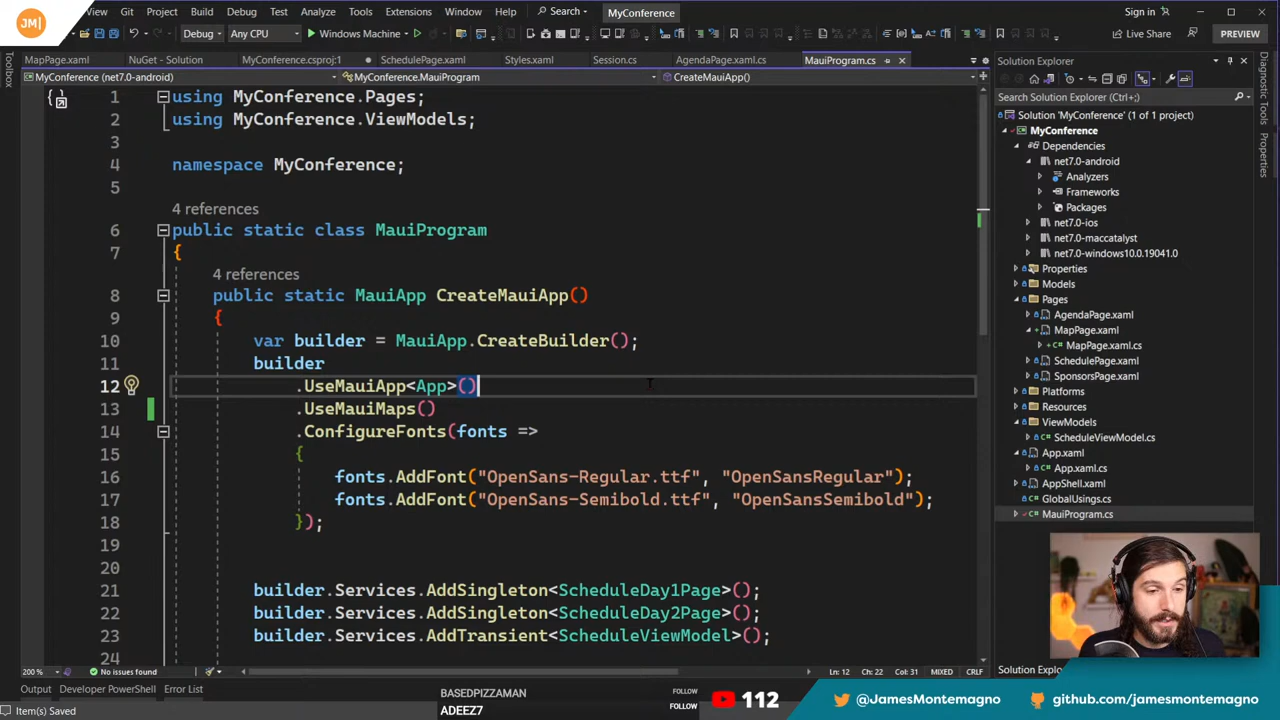 JM|
View Git Project Build Debug Test Analyze Tools Extensions Window Help Search MyConference Sign in
Debug Any CPU Windows Machine Live Share PREVIEW
Toolbox
MapPage.xaml NuGet - Solution MyConference.csproj:1 SchedulePage.xaml Styles.xaml Session.cs AgendaPage.xaml.cs MauiProgram.cs
MyConference (net7.0-android) MyConference.MauiProgram CreateMauiApp()
1 using MyConference.Pages;
2 using MyConference.ViewModels;
3
4 namespace MyConference;
5
4 references
6 public static class MauiProgram
7 {
4 references
8 public static MauiApp CreateMauiApp()
9 {
10 var builder = MauiApp.CreateBuilder();
11 builder
12 .UseMauiApp<App>()
13 .UseMauiMaps()
14 .ConfigureFonts(fonts =>
15 {
16 fonts.AddFont("OpenSans-Regular.ttf", "OpenSansRegular");
17 fonts.AddFont("OpenSans-Semibold.ttf", "OpenSansSemibold");
18 });
19
20
21 builder.Services.AddSingleton<ScheduleDay1Page>();
22 builder.Services.AddSingleton<ScheduleDay2Page>();
23 builder.Services.AddTransient<ScheduleViewModel>();
24
200 % No issues found Ln: 12 Ch: 22 Col: 31 MIXED CRLF
Output Developer PowerShell Error List
Item(s) Saved
Solution Explorer
Search Solution Explorer (Ctrl+;)
Solution 'MyConference' (1 of 1 project)
MyConference
Dependencies
net7.0-android
Analyzers
Frameworks
Packages
net7.0-ios
net7.0-maccatalyst
net7.0-windows10.0.19041.0
Properties
Models
Pages
AgendaPage.xaml
MapPage.xaml
MapPage.xaml.cs
SchedulePage.xaml
SponsorsPage.xaml
Platforms
Resources
ViewModels
ScheduleViewModel.cs
App.xaml
App.xaml.cs
AppShell.xaml
GlobalUsings.cs
MauiProgram.cs
Solution Explo
Diagnostic Tools
Properties
BASEDPIZZAMAN FOLLOW
ADEEZ7 FOLLOW
112
@JamesMontemagno
github.com/jamesmontemagno